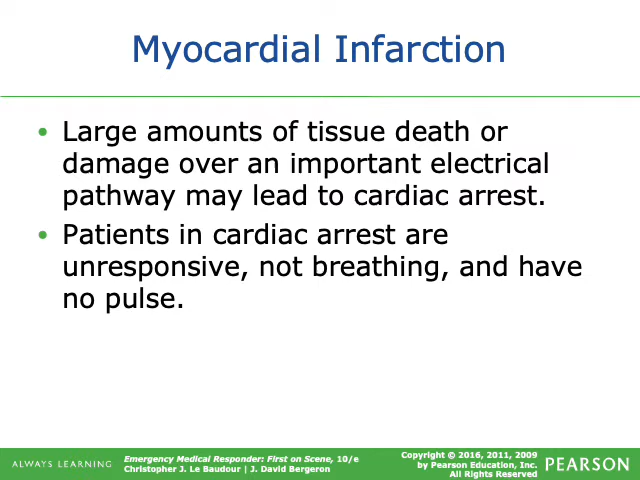 Myocardial Infarction
• Large amounts of tissue death or
damage over an important electrical
pathway may lead to cardiac arrest.
• Patients in cardiac arrest are
unresponsive, not breathing, and have
no pulse.
ALWAYS LEARNING
Emergency Medical Responder: First on Scene, 10/e
Christopher J. Le Baudour | J. David Bergeron
Copyright © 2016, 2011, 2009
by Pearson Education, Inc.
All Rights Reserved
PEARSON